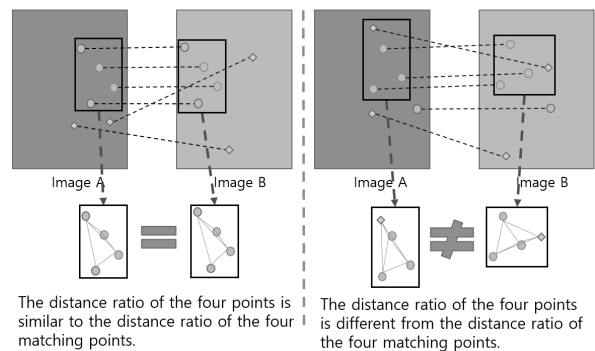 Image A
Image B
Image A
Image B
The distance ratio of the four points is
similar to the distance ratio of the four
matching points.
The distance ratio of the four points
is different from the distance ratio of
the four matching points.